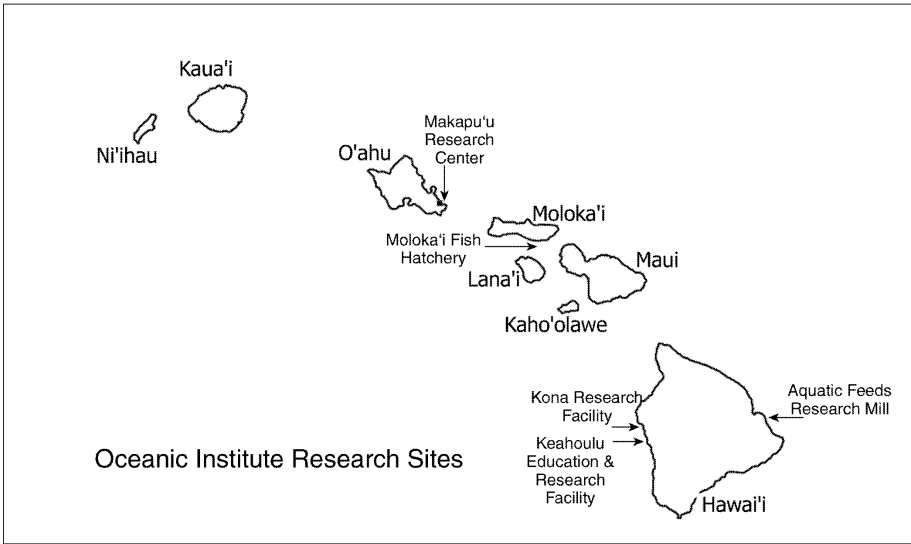 Kaua'i
Ni'ihau
O'ahu
Makapu‘u
Research
Center
Moloka'i
Moloka‘i Fish
Hatchery
Lana'i
Maui
Kaho'olawe
Kona Research
Facility
Aquatic Feeds
Research Mill
Keahoulu
Education &
Research
Facility
Hawai'i
Oceanic Institute Research Sites